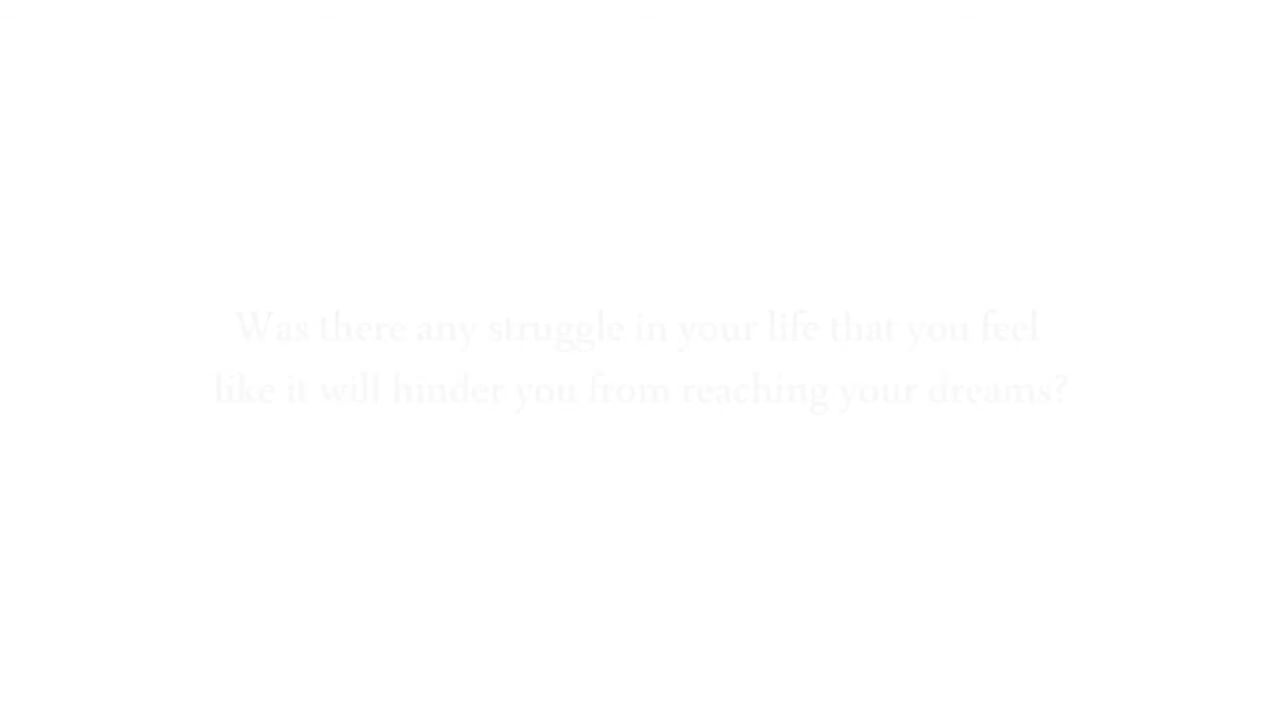 Was there any struggle in your life that you feel
like it will hinder you from reaching your dreams?